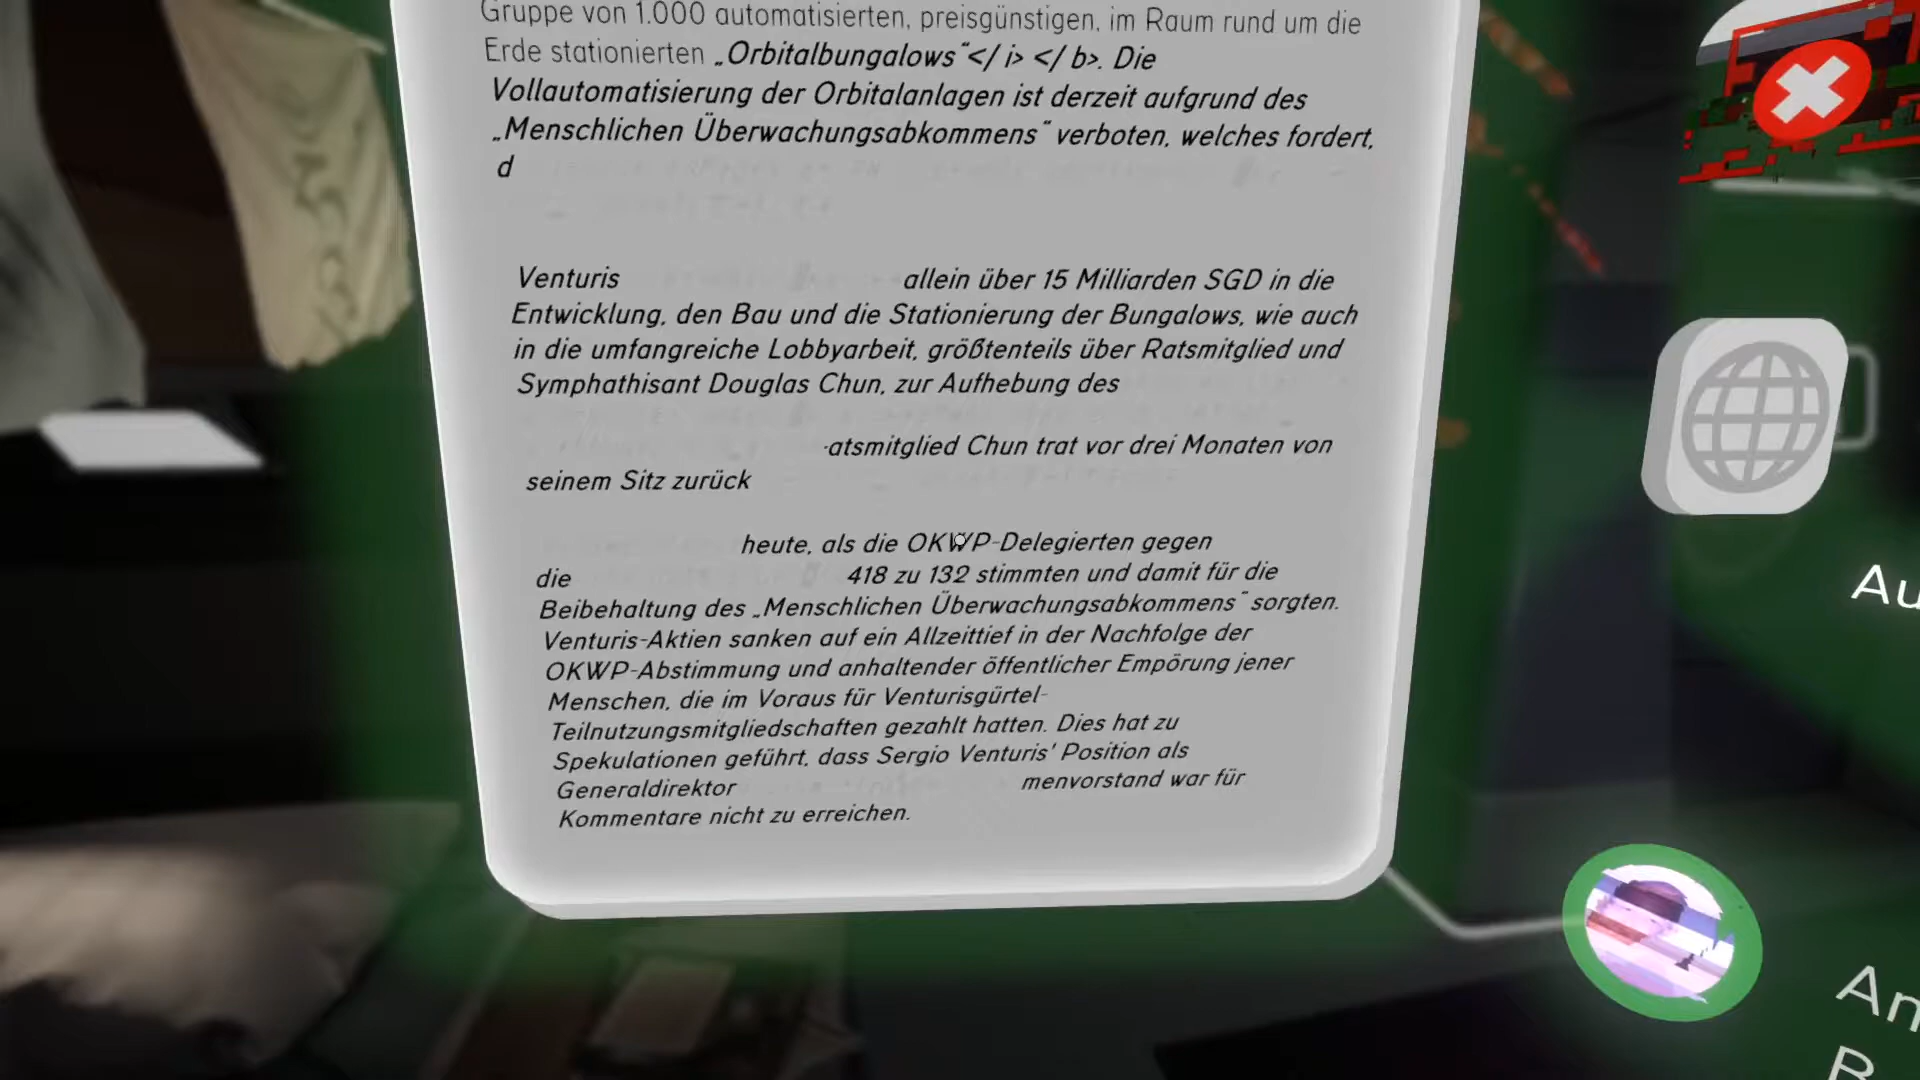 Gruppe von 1.000 automatisierten, preisgünstigen, im Raum rund um die
Erde stationierten „Orbitalbungalows“</ i> </ b>. Die
Vollautomatisierung der Orbitalanlagen ist derzeit aufgrund des
„Menschlichen Überwachungsabkommens“ verboten, welches fordert,
d
Venturis allein über 15 Milliarden SGD in die
Entwicklung, den Bau und die Stationierung der Bungalows, wie auch
in die umfangreiche Lobbyarbeit, größtenteils über Ratsmitglied und
Symphathisant Douglas Chun, zur Aufhebung des
atsmitglied Chun trat vor drei Monaten von
seinem Sitz zurück
heute, als die OKWP-Delegierten gegen
die 418 zu 132 stimmten und damit für die
Beibehaltung des „Menschlichen Überwachungsabkommens“ sorgten.
Venturis-Aktien sanken auf ein Allzeittief in der Nachfolge der
OKWP-Abstimmung und anhaltender öffentlicher Empörung jener
Menschen, die im Voraus für Venturisgürtel-
Teilnutzungsmitgliedschaften gezahlt hatten. Dies hat zu
Spekulationen geführt, dass Sergio Venturis' Position als
Generaldirektor menvorstand war für
Kommentare nicht zu erreichen.
Au
An
B